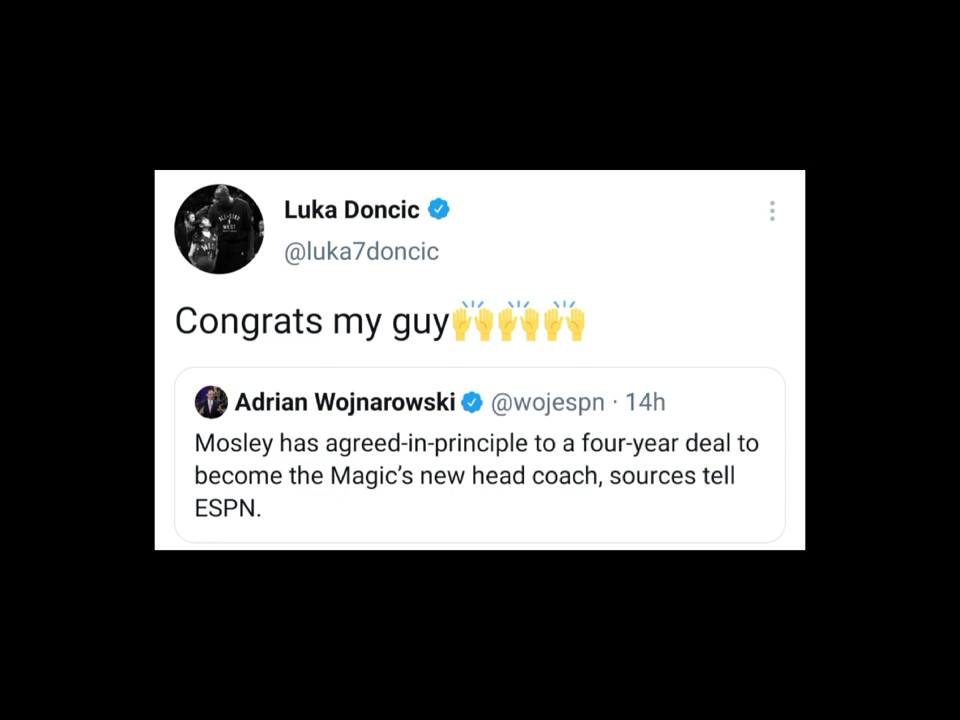 Luka Doncic
@luka7doncic
Congrats my guy🙌🙌🙌
Adrian Wojnarowski @wojespn · 14h
Mosley has agreed-in-principle to a four-year deal to
become the Magic's new head coach, sources tell
ESPN.